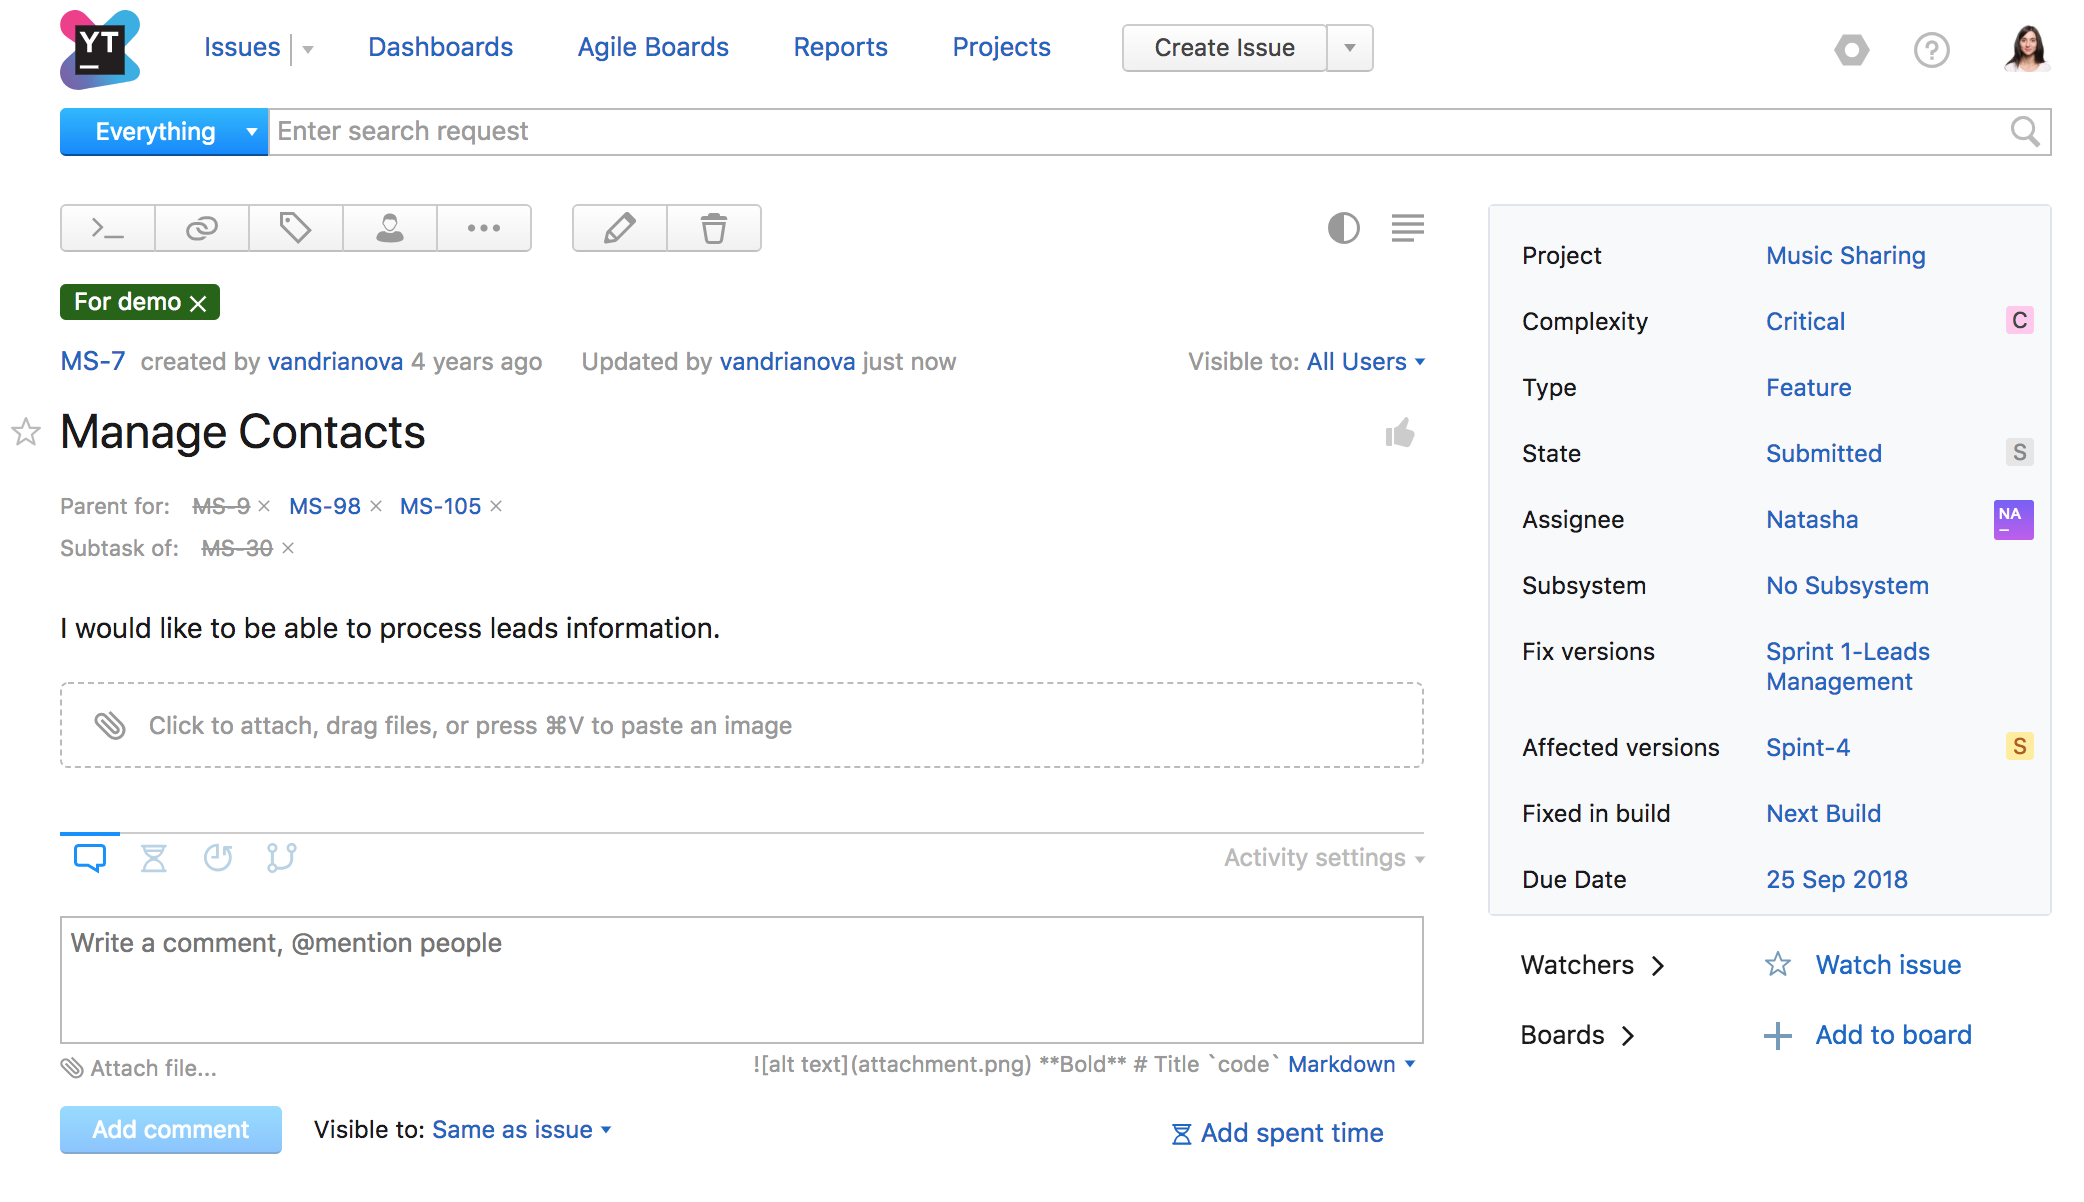 YT
Issues Dashboards Agile Boards Reports Projects Create Issue
Everything Enter search request
For demo
MS-7 created by vandrianova 4 years ago Updated by vandrianova just now Visible to: All Users
Manage Contacts
Parent for: MS-9 × MS-98 × MS-105 ×
Subtask of: MS-30 ×
I would like to be able to process leads information.
Click to attach, drag files, or press ⌘V to paste an image
Activity settings
Write a comment, @mention people
Attach file...
![alt text](attachment.png) **Bold** # Title `code` Markdown
Add comment Visible to: Same as issue Add spent time
Project Music Sharing
Complexity Critical C
Type Feature
State Submitted S
Assignee Natasha NA
Subsystem No Subsystem
Fix versions Sprint 1-Leads
Management
Affected versions Spint-4 S
Fixed in build Next Build
Due Date 25 Sep 2018
Watchers Watch issue
Boards Add to board